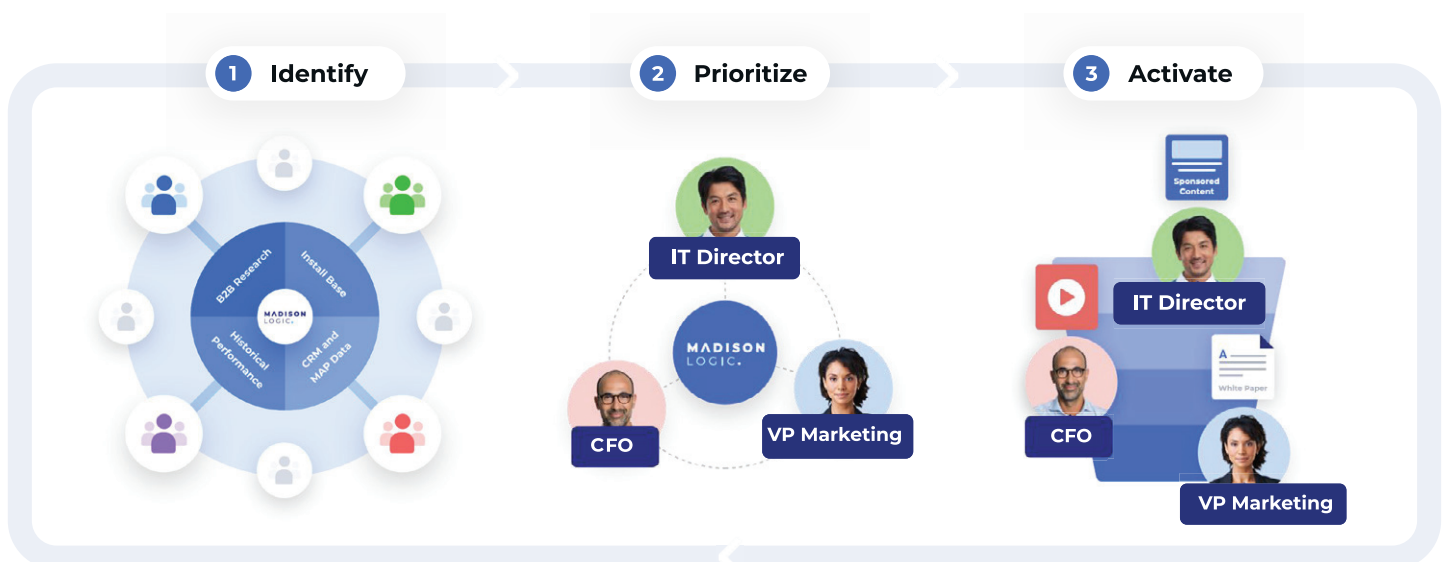 1 Identify
2 Prioritize
3 Activate
B2B Research
Install Base
MADISON
LOGIC.
Historical
Performance
CRM and
MAP Data
IT Director
MADISON
LOGIC.
CFO
VP Marketing
Sponsored
Content
IT Director
A
White Paper
CFO
VP Marketing